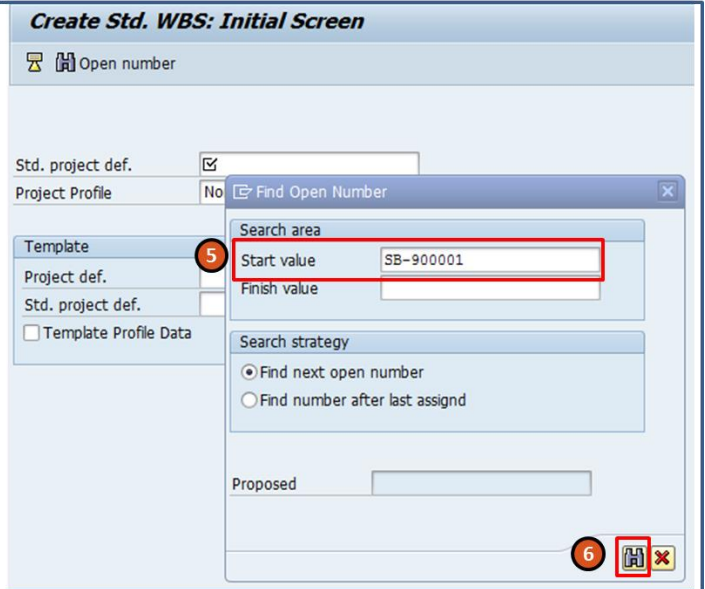 Create Std. WBS: Initial Screen
Open number
Std. project def.
Project Profile No
Find Open Number
Template
Project def.
Std. project def.
Template Profile Data
Search area
5
Start value SB-900001
Finish value
Search strategy
Find next open number
Find number after last assignd
Proposed
6